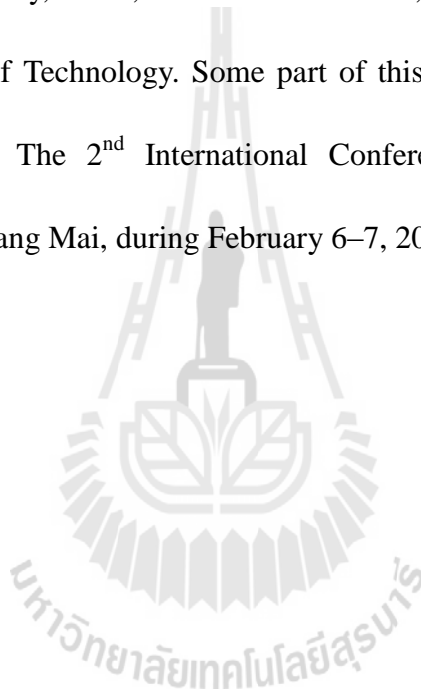 f Technology. Some part of this
The 2nd International Confere
ang Mai, during February 6–7, 20
มหาวิทยาลัยเทคโนโลยีสุรนารี